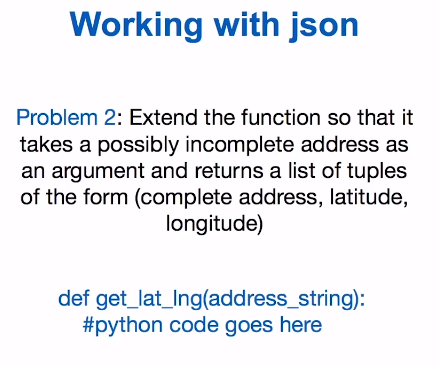 Working with json
Problem 2: Extend the function so that it
takes a possibly incomplete address as
an argument and returns a list of tuples
of the form (complete address, latitude,
longitude)
def get_lat_lng(address_string):
#python code goes here